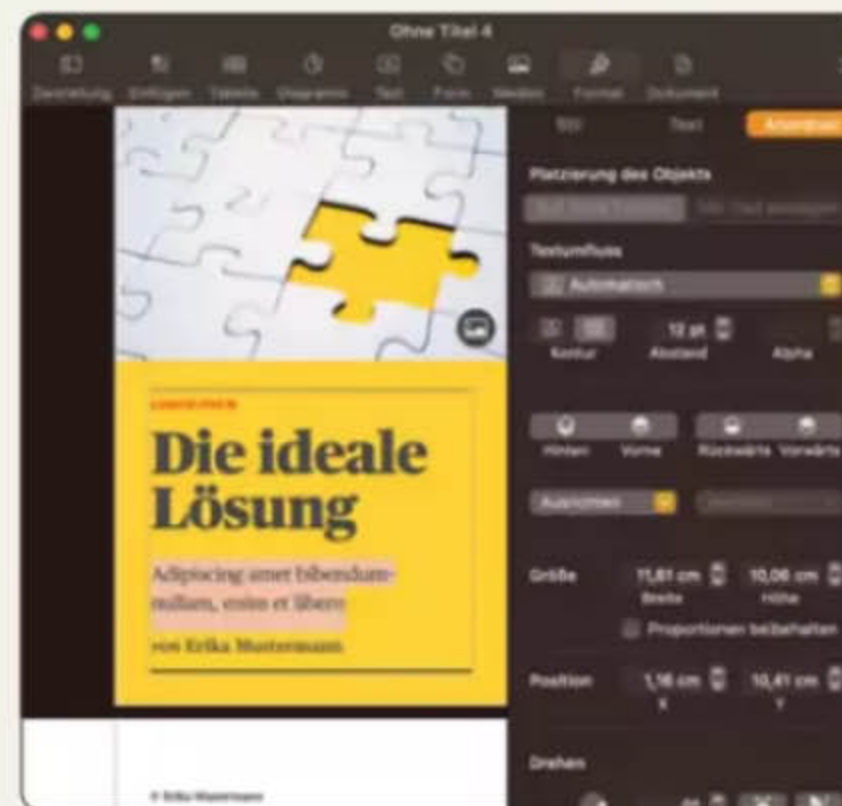 Ohne Titel 4
Darstellung Einfügen Tabelle Diagramm Text Form Medien Format Dokument
Stil Text Anordnen
Platzierung des Objekts
Textumfluss
Automatisch
12 pt
Kontur Abstand Alpha
Hinten Vorne Rückwärts Vorwärts
Ausrichten
Größe 11,61 cm 10,06 cm
Breite Höhe
Proportionen beibehalten
Position 1,16 cm 10,41 cm
X Y
Drehen
Die ideale
Lösung
Adipiscing amet bibendum
nullam, enim et libero
von Erika Mustermann
© Erika Mustermann